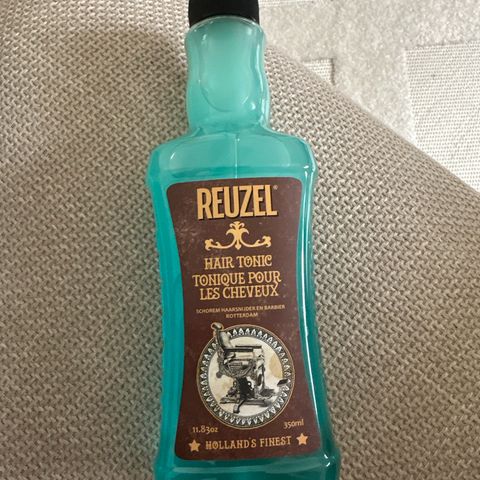 REUZEL
HAIR TONIC
TONIQUE POUR
LES CHEVEUX
SCHOREM HAARSNIJDER EN BARBIER
ROTTERDAM
11.83oz 350ml
HOLLAND'S FINEST